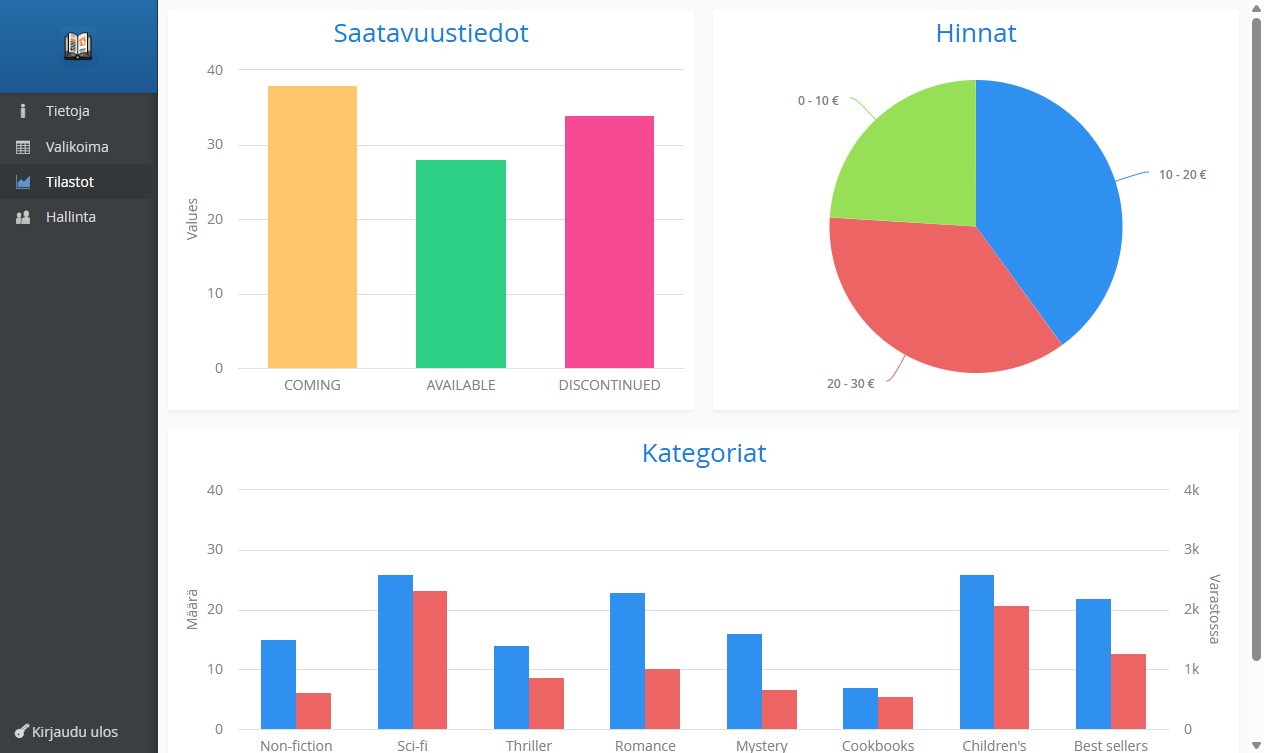 Tietoja
Valikoima
Tilastot
Hallinta
Kirjaudu ulos
Saatavuustiedot
40
30
20
10
0
Values
COMING AVAILABLE DISCONTINUED
Hinnat
0 - 10 €
10 - 20 €
20 - 30 €
Kategoriat
40
30
20
10
0
Määrä
4k
3k
2k
1k
0
Varastossa
Non-fiction Sci-fi Thriller Romance Mystery Cookbooks Children's Best sellers